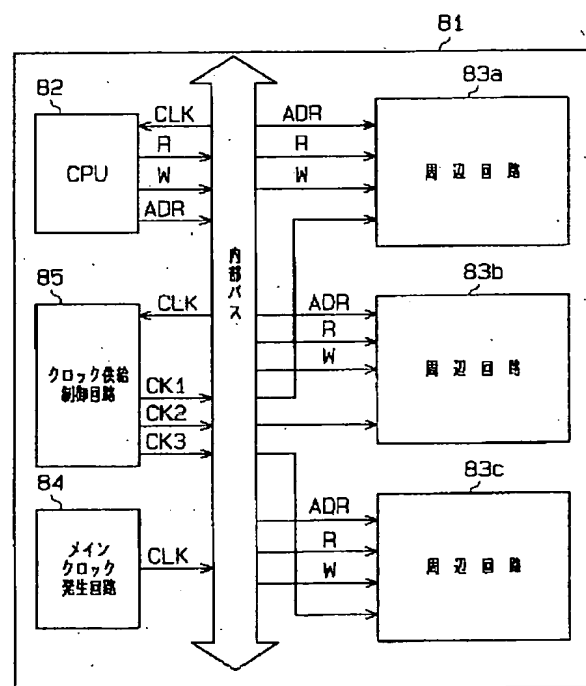 81
82
83a
CLK
ADR
R
R
CPU
周辺回路
W
W
ADR
内部バス
83b
85
CLK
ADR
R
W
クロック供給
制御回路
周辺回路
CK1
CK2
CK3
83c
84
ADR
R
メイン
クロック
発生回路
CLK
周辺回路
W